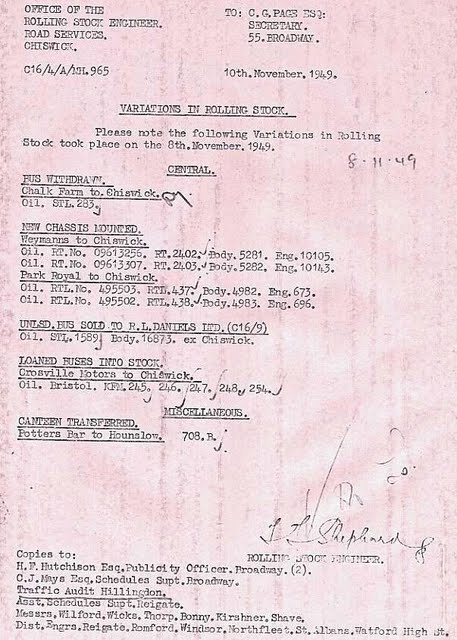 OFFICE OF THE
ROLLING STOCK ENGINEER.
ROAD SERVICES.
CHISWICK.
TO: C.G.PAGE ESQ:
SECRETARY.
55.BROADWAY.
C16/4/A/MH.965
10th.November.1949.
VARIATIONS IN ROLLING STOCK.
Please note the following Variations in Rolling
Stock took place on the 8th.November.1949.
8-11-49
CENTRAL.
BUS WITHDRAWN.
Chalk Farm to Chiswick.
Oil. STL.283.
NEW CHASSIS MOUNTED.
Weymanns to Chiswick.
Oil. RT.No. 09613256. RT.2402. Body.5281. Eng.10105.
Oil. RT.No. 09613307. RT.2403. Body.5282. Eng.10143.
Park Royal to Chiswick.
Oil. RTL.No. 495503. RTL.437. Body.4982. Eng.673.
Oil. RTL.No. 495502. RTL.438. Body.4983. Eng.696.
UNLSD.BUS SOLD TO R.L.DANIELS LTD.(C16/9)
Oil. STL.1589. Body.16873. ex Chiswick.
LOANED BUSES INTO STOCK.
Crosville Motors to Chiswick.
Oil. Bristol. KFM.245, 246, 247, 248, 254.
MISCELLANEOUS.
CANTEEN TRANSFERRED.
Potters Bar to Hounslow. 708.B.
Shephard
ROLLING STOCK ENGINEER.
Copies to:
H.F.Hutchison Esq.Publicity Officer.Broadway.(2).
C.J.Mays Esq.Schedules Supt.Broadway.
Traffic Audit Hillingdon.
Asst.Schedules Supt.Reigate.
Messrs.Wilford.Wicks.Thorp.Bonny.Kirshner.Shave.
Dist.Engrs.Reigate.Romford.Windsor.Northfleet.St.Albans.Watford High St.